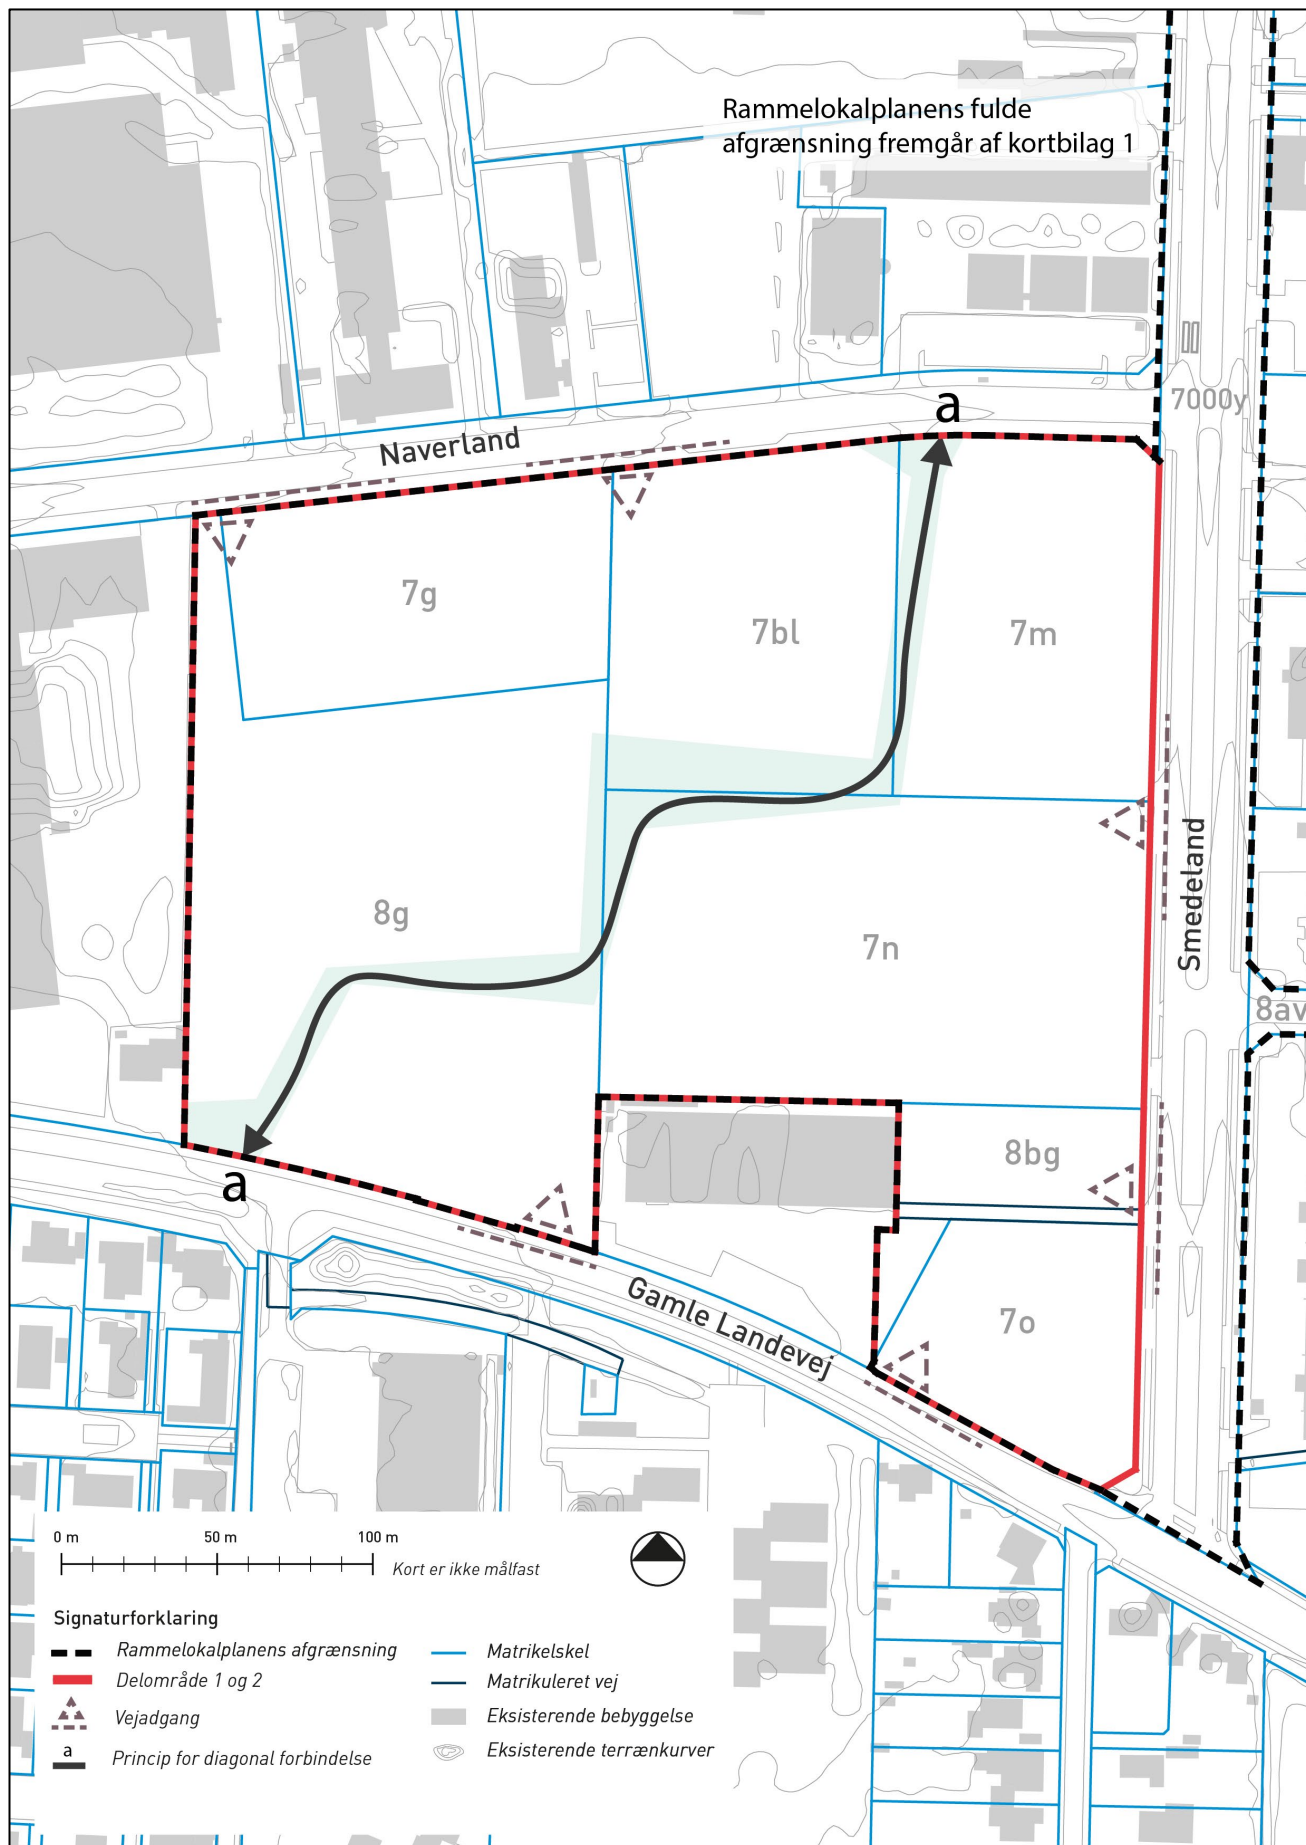 Rammelokalplanens fulde
afgrænsning fremgår af kortbilag 1
7000y
a
Naverland
7g
7bl
7m
Smedeland
8g
7n
8av
8bg
a
Gamle Landevej
7o
0 m 50 m 100 m
Kort er ikke målfast
Signaturforklaring
Rammelokalplanens afgrænsning
Delområde 1 og 2
Vejadgang
a Princip for diagonal forbindelse
Matrikelskel
Matrikuleret vej
Eksisterende bebyggelse
Eksisterende terrænkurver